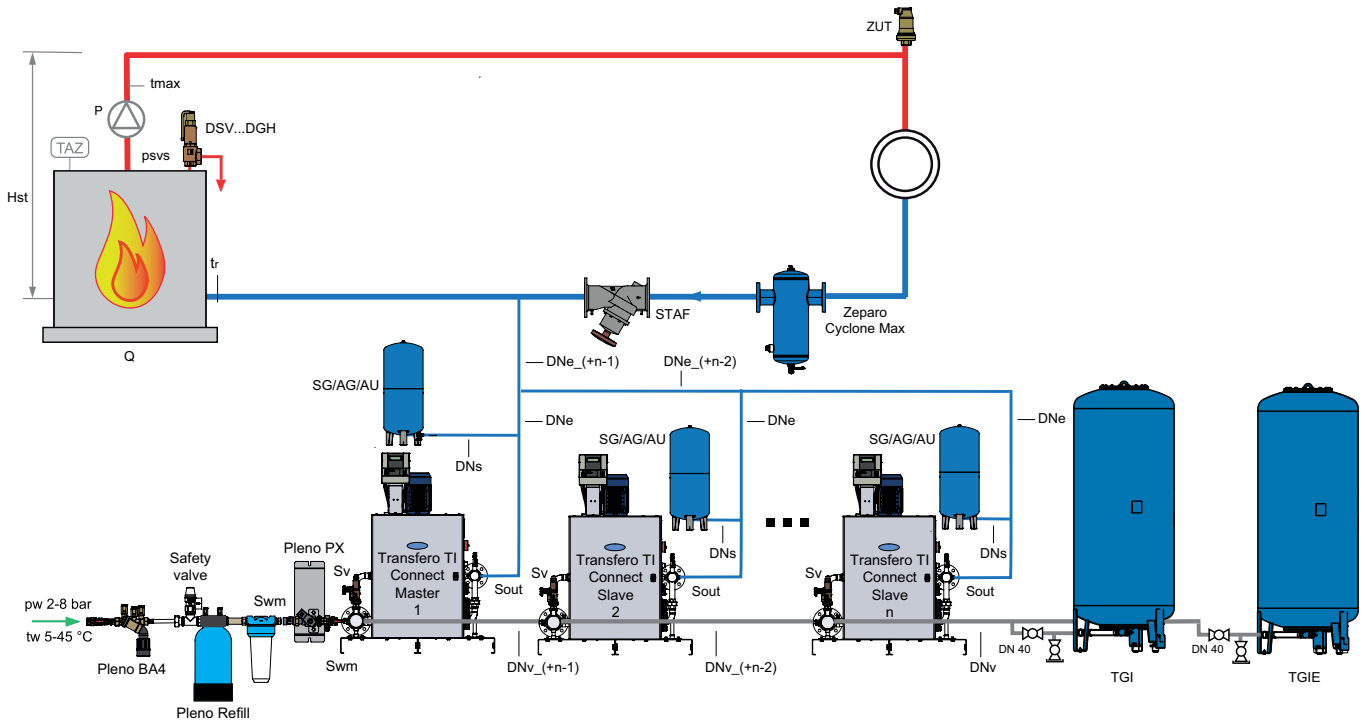 ZUT
tmax
P
DSV...DGH
TAZ
psvs
Hst
tr
STAF
Zeparo
Cyclone Max
Q
DNe_(+n-1)
DNe_(+n-2)
SG/AG/AU
DNe
DNe
DNe
SG/AG/AU
SG/AG/AU
DNs
DNs
DNs
Pleno PX
Safety
valve
Sv
Transfero TI
Connect
Master
1
Sout
Sv
Transfero TI
Connect
Slave
2
Sout
Sv
Transfero TI
Connect
Slave
n
Sout
pw 2-8 bar
tw 5-45 °C
Swm
Swm
Pleno BA4
Pleno Refill
DNv_(+n-1)
DNv_(+n-2)
DNv
DN 40
DN 40
TGI
TGIE